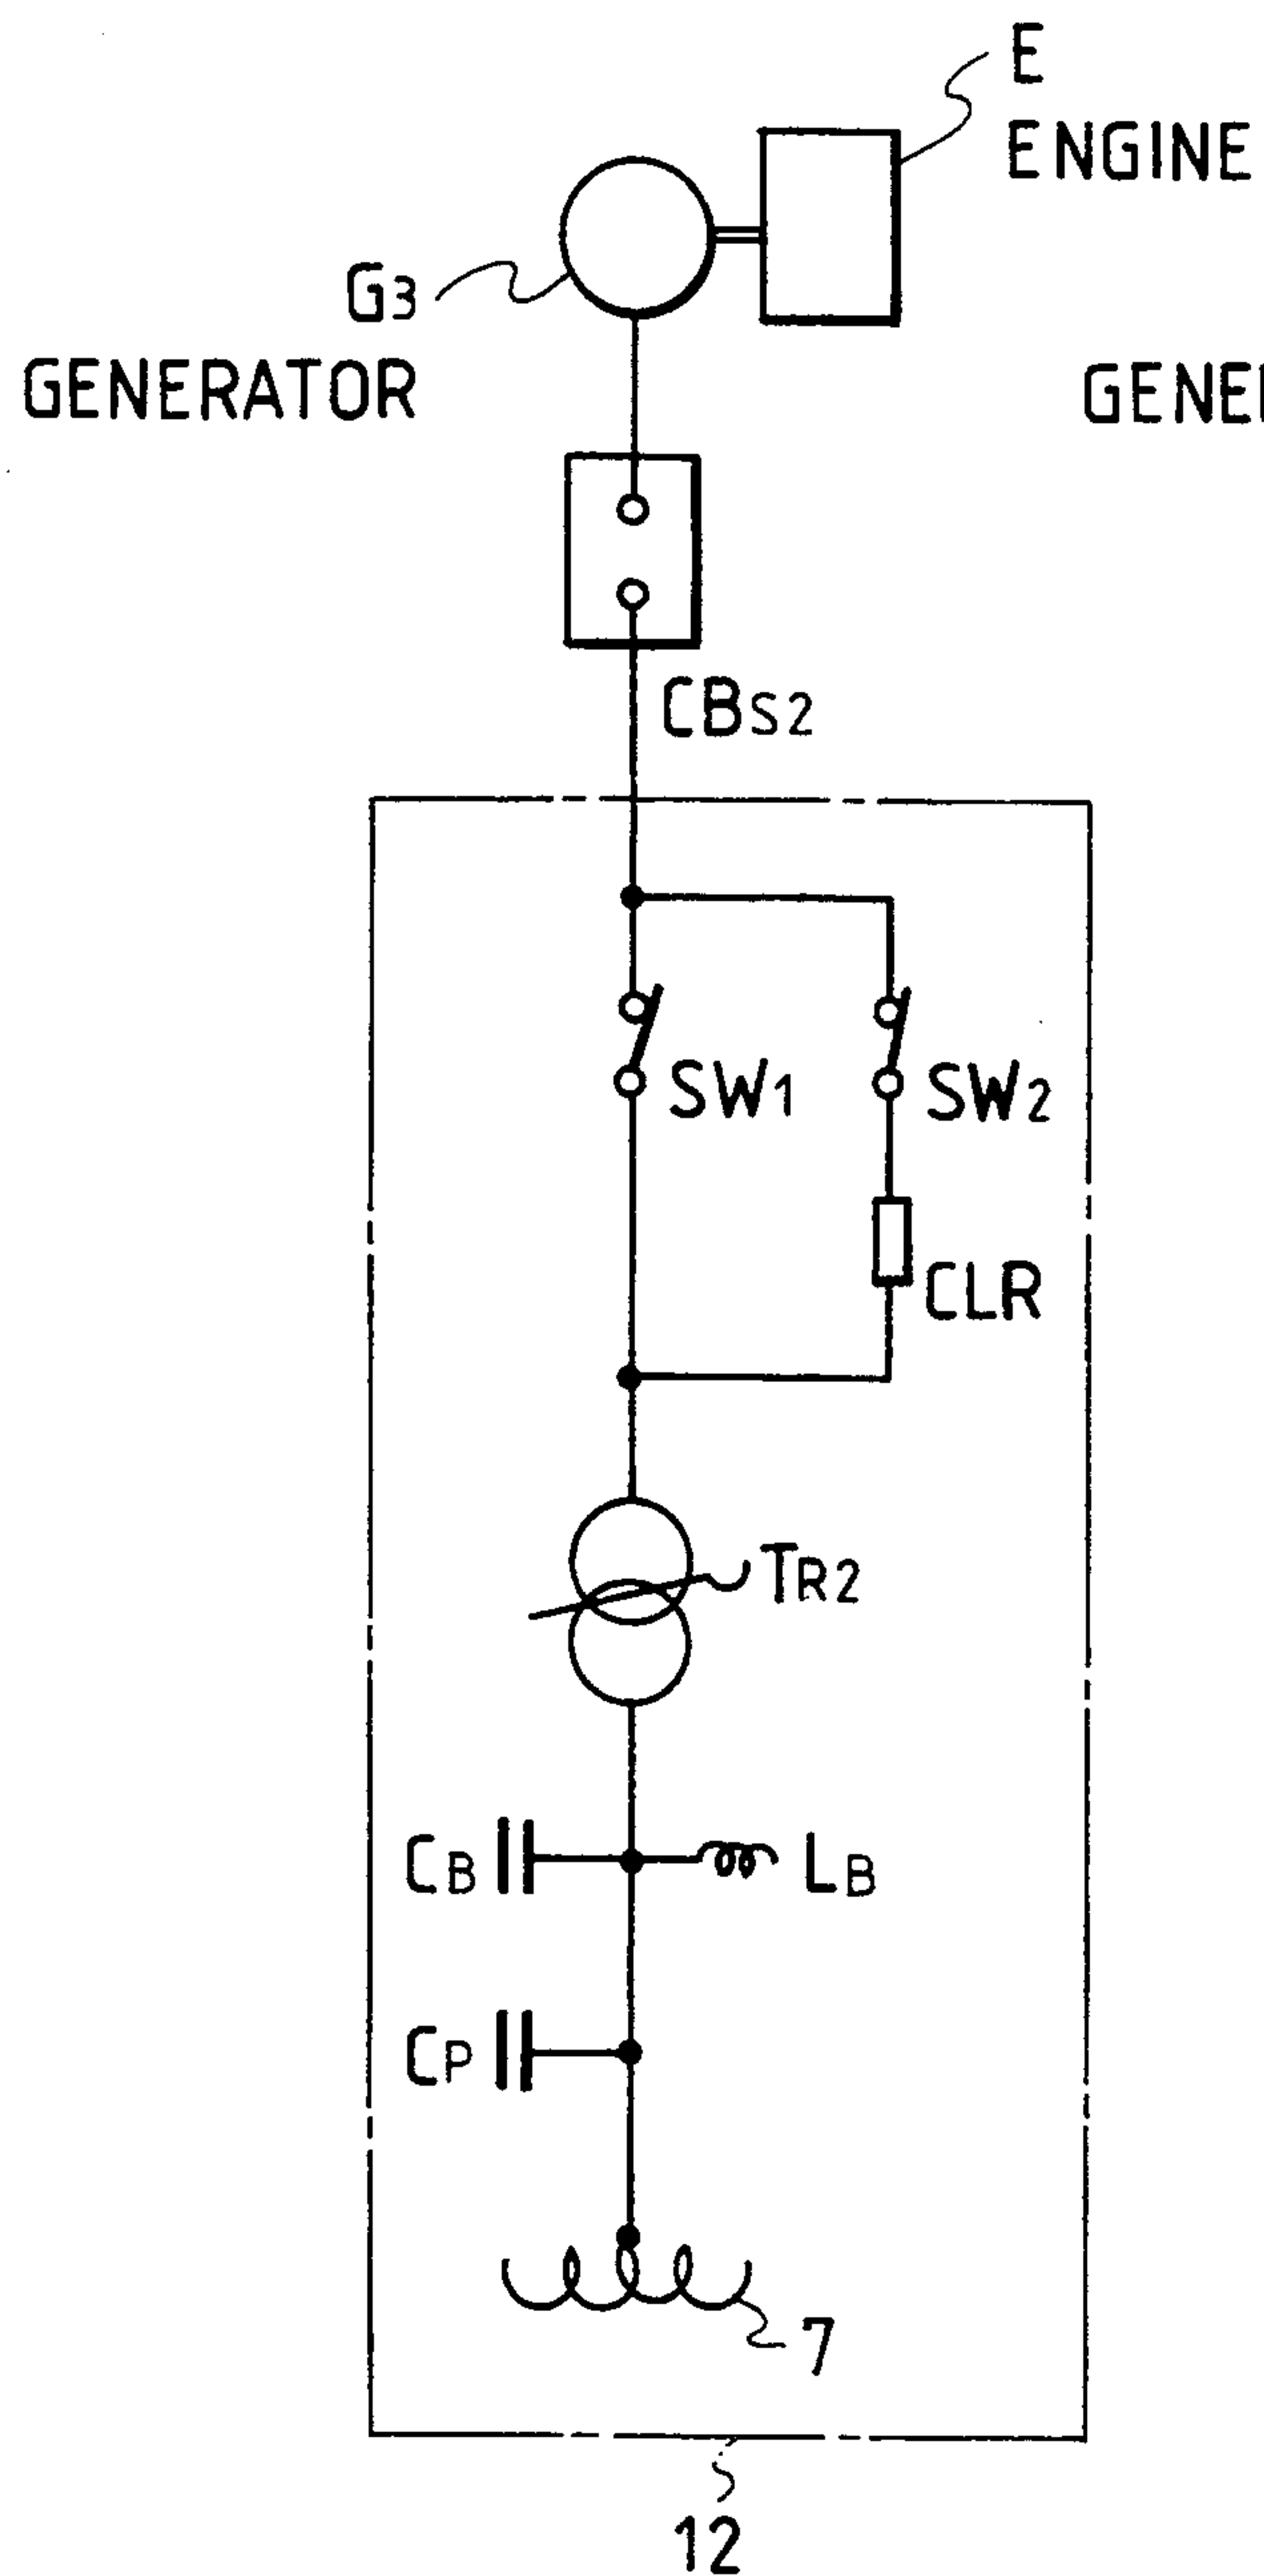 E
ENGINE
G3
GENERATOR
GENE
CBS2
SW1
SW2
CLR
TR2
CB
LB
CP
7
12